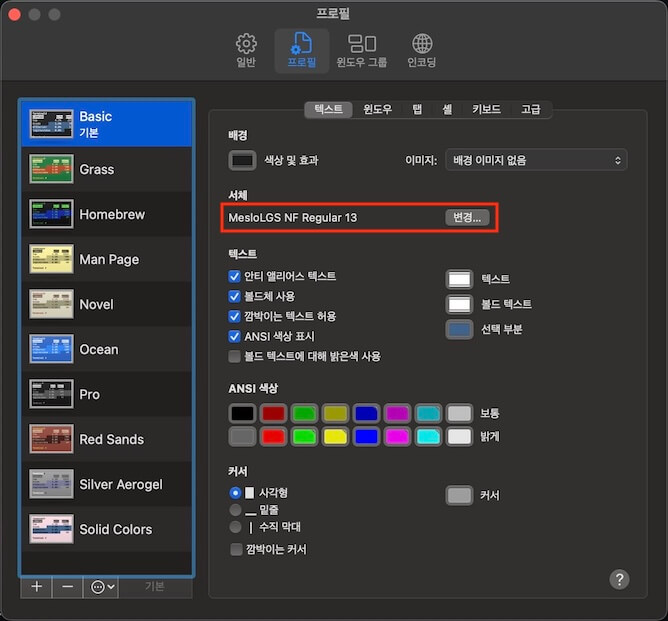 프로필
일반
프로필
윈도우 그룹
인코딩
Basic
기본
Grass
Homebrew
Man Page
Novel
Ocean
Pro
Red Sands
Silver Aerogel
Solid Colors
기본
텍스트 윈도우 탭 셸 키보드 고급
배경
색상 및 효과
이미지: 배경 이미지 없음
서체
MesloLGS NF Regular 13 변경...
텍스트
안티 앨리어스 텍스트
볼드체 사용
깜박이는 텍스트 허용
ANSI 색상 표시
볼드 텍스트에 대해 밝은색 사용
텍스트
볼드 텍스트
선택 부분
ANSI 색상
보통
밝게
커서
사각형
밑줄
수직 막대
깜박이는 커서
커서
?